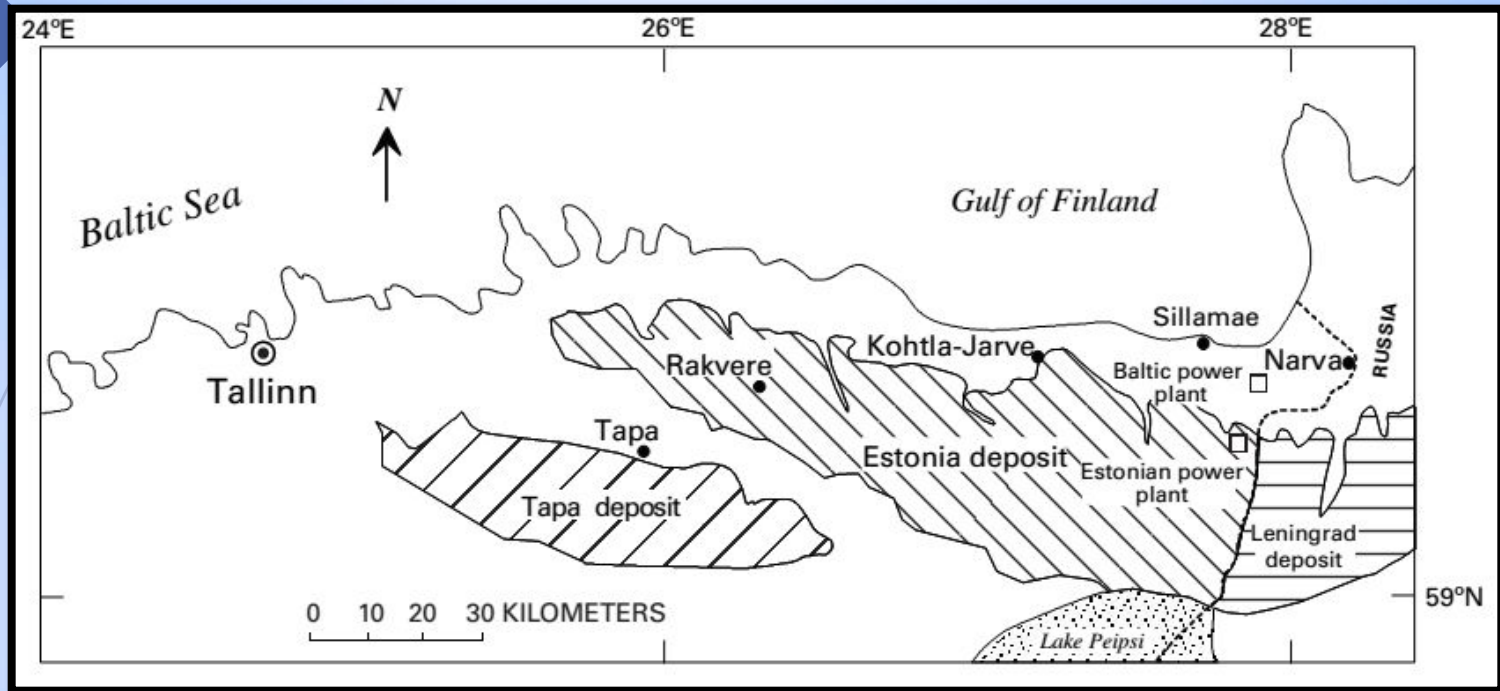 24ºE
26ºE
28ºE
N
Baltic Sea
Gulf of Finland
Sillamae
RUSSIA
Kohtla-Jarve
Narva
Rakvere
Baltic power
plant
Tallinn
Tapa
Estonia deposit
Estonian power
plant
Tapa deposit
Leningrad
deposit
0 10 20 30 KILOMETERS
59ºN
Lake Peipsi